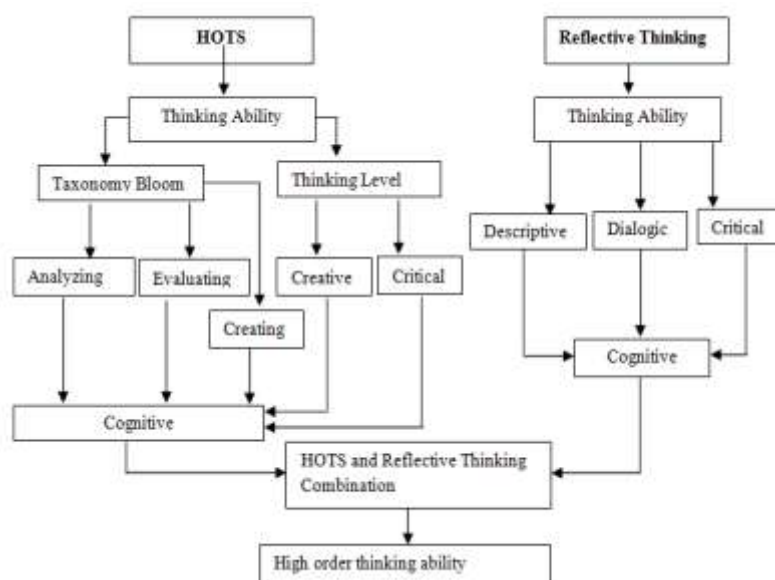 HOTS
Reflective Thinking
Thinking Ability
Thinking Ability
Taxonomy Bloom
Thinking Level
Descriptive
Dialogic
Critical
Analyzing
Evaluating
Creative
Critical
Creating
Cognitive
Cognitive
HOTS and Reflective Thinking
Combination
High order thinking ability